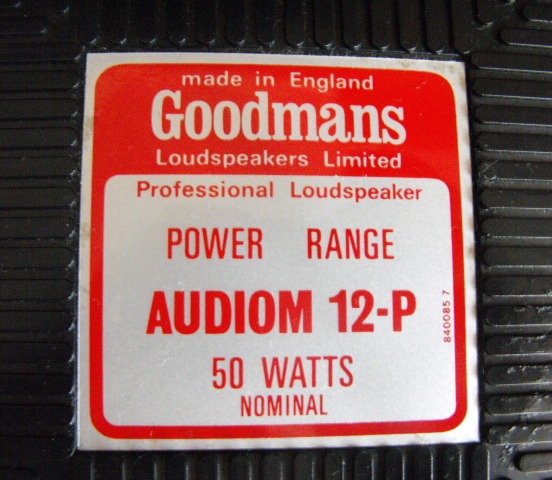 made in England
Goodmans
Loudspeakers Limited
Professional Loudspeaker
POWER RANGE
AUDIOM 12-P
840085 7
50 WATTS
NOMINAL